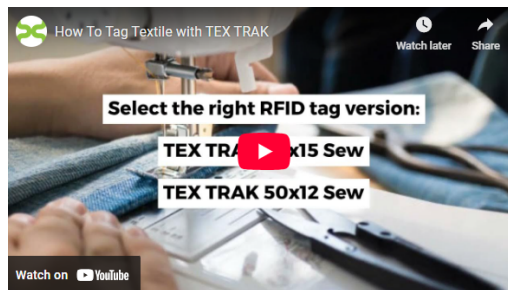 How To Tag Textile with TEX TRAK
Watch later
Share
Select the right RFID tag version:
TEX x15 Sew
TEX TRAK 50x12 Sew
Watch on YouTube